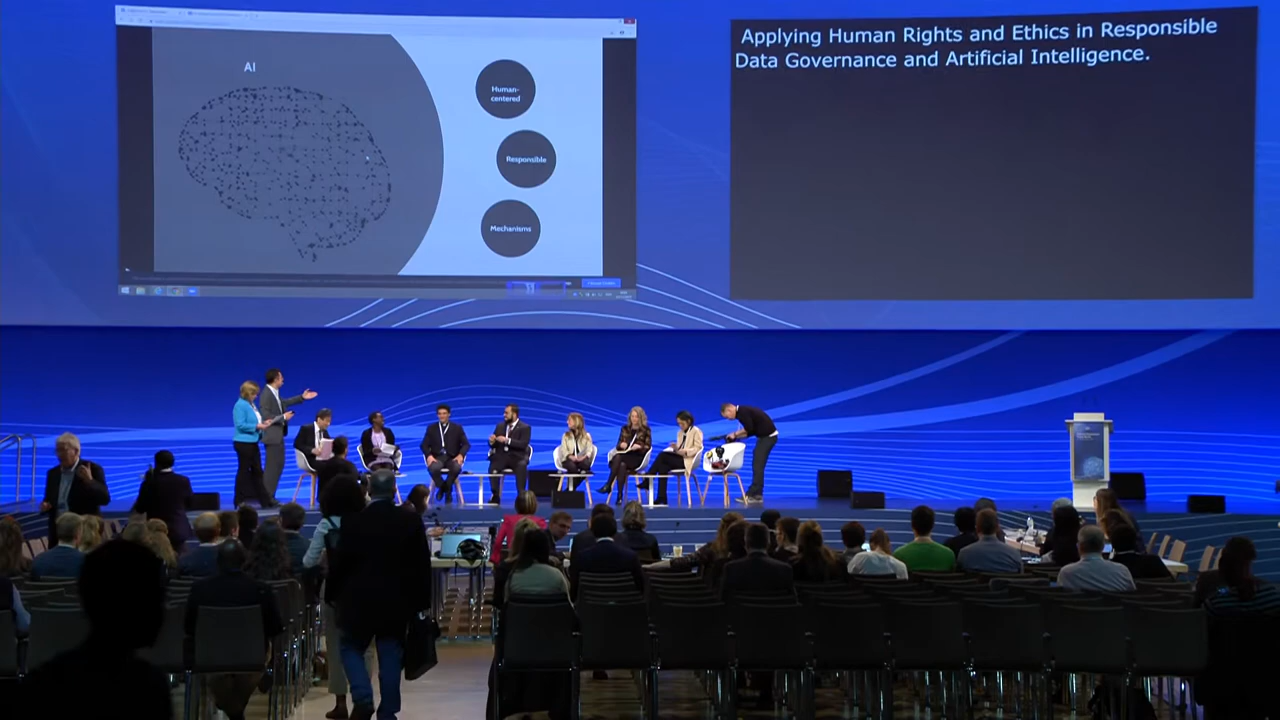 AI
Human-
centered
Responsible
Mechanisms
Applying Human Rights and Ethics in Responsible
Data Governance and Artificial Intelligence.